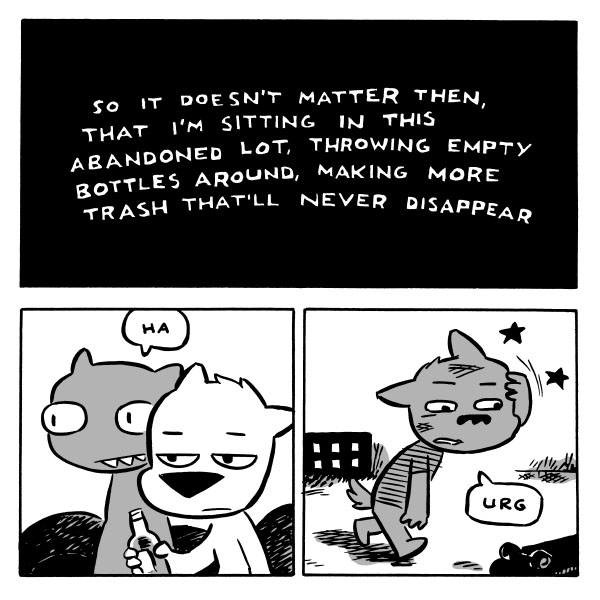 SO IT DOESN'T MATTER THEN,
THAT I'M SITTING IN THIS
ABANDONED LOT, THROWING EMPTY
BOTTLES AROUND, MAKING MORE
TRASH THAT'LL NEVER DISAPPEAR
HA
URG